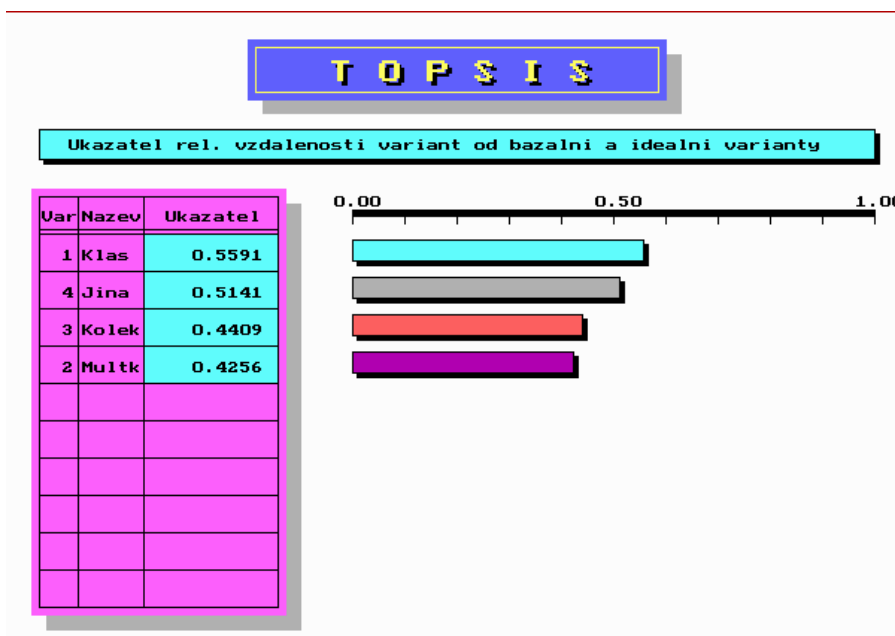 T O P S I S
Ukazatel rel. vzdalenosti variant od bazalni a idealni varianty
Var Nazev Ukazatel
0.00 0.50 1.00
1 Klas 0.5591
4 Jina 0.5141
3 Kolek 0.4409
2 Multk 0.4256